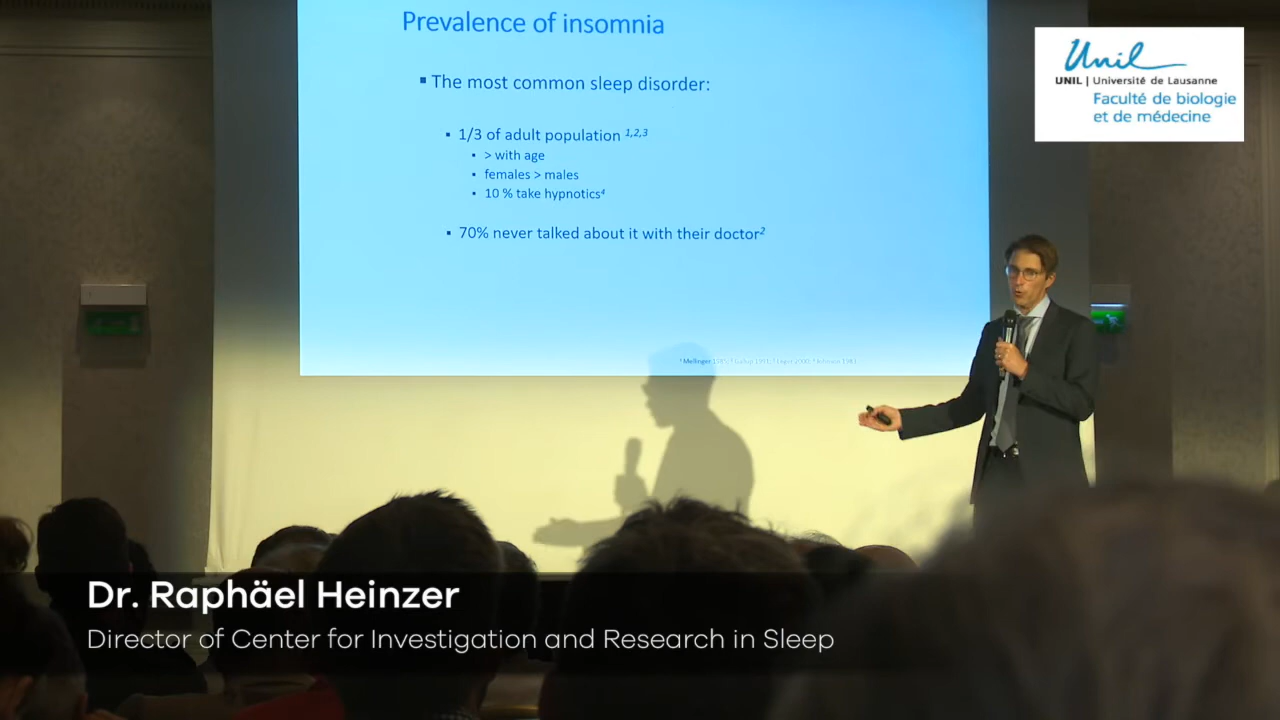 Prevalence of insomnia
▪ The most common sleep disorder:
▪ 1/3 of adult population 1,2,3
• > with age
• females > males
• 10 % take hypnotics4
▪ 70% never talked about it with their doctor2
Unil
UNIL | Université de Lausanne
Faculté de biologie
et de médecine
Dr. Raphäel Heinzer
Director of Center for Investigation and Research in Sleep